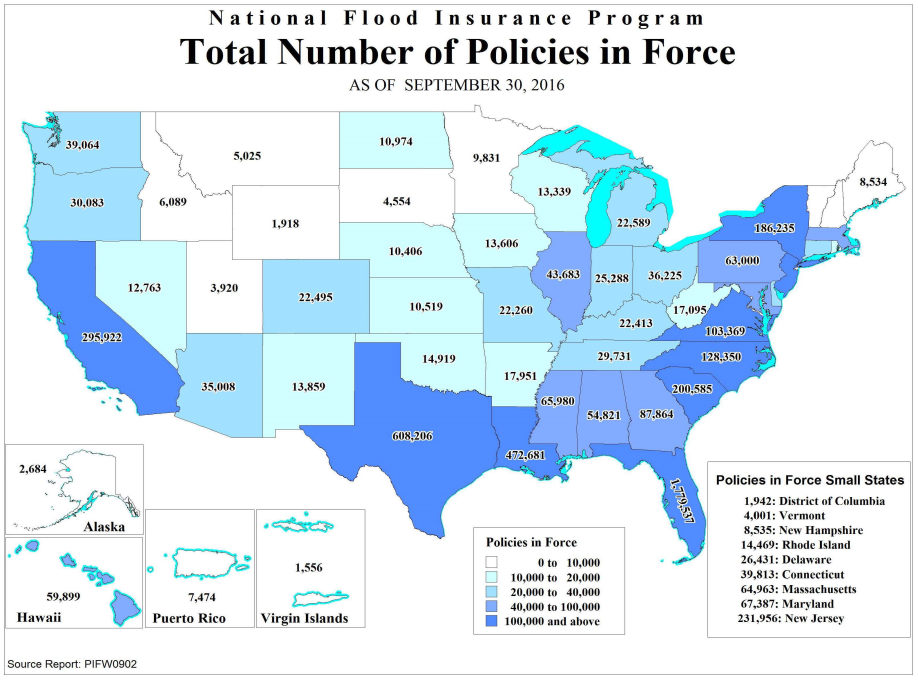 National Flood Insurance Program
Total Number of Policies in Force
AS OF SEPTEMBER 30, 2016
39,064
5,025
10,974
9,831
8,534
30,083
6,089
1,918
4,554
13,339
22,589
186,235
12,763
3,920
22,495
10,406
13,606
43,683
25,288
36,225
63,000
295,922
10,519
22,260
22,413
17,095
103,369
35,008
13,859
14,919
17,951
29,731
128,350
200,585
65,980
54,821
87,864
608,206
472,681
1,779,537
2,684
Alaska
59,899
Hawaii
7,474
Puerto Rico
1,556
Virgin Islands
Policies in Force
0 to 10,000
10,000 to 20,000
20,000 to 40,000
40,000 to 100,000
100,000 and above
Policies in Force Small States
1,942: District of Columbia
4,001: Vermont
8,535: New Hampshire
14,469: Rhode Island
26,431: Delaware
39,813: Connecticut
64,963: Massachusetts
67,387: Maryland
231,956: New Jersey
Source Report: PIFW0902